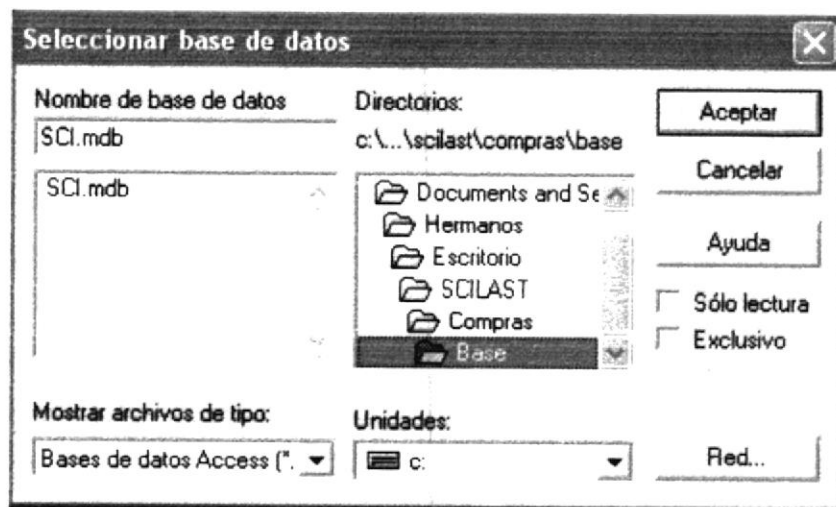 Seleccionar base de datos
Nombre de base de datos
SCI.mdb
SCI.mdb
Mostrar archivos de tipo:
Bases de datos Access (*.
Directorios:
c:\...\scilast\compras\base
Documents and Se
Hermanos
Escritorio
SCILAST
Compras
Base
Unidades:
c:
Aceptar
Cancelar
Ayuda
Sólo lectura
Exclusivo
Red...